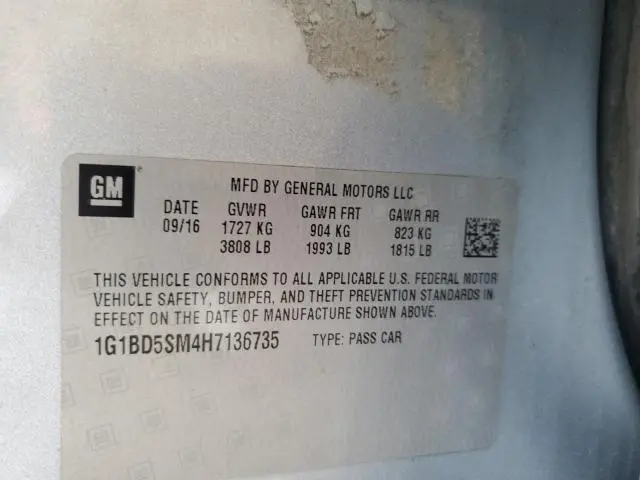 GM
MFD BY GENERAL MOTORS LLC
DATE GVWR GAWR FRT GAWR RR
09/16 1727 KG 904 KG 823 KG
3808 LB 1993 LB 1815 LB
THIS VEHICLE CONFORMS TO ALL APPLICABLE U.S. FEDERAL MOTOR
VEHICLE SAFETY, BUMPER, AND THEFT PREVENTION STANDARDS IN
EFFECT ON THE DATE OF MANUFACTURE SHOWN ABOVE.
1G1BD5SM4H7136735 TYPE: PASS CAR